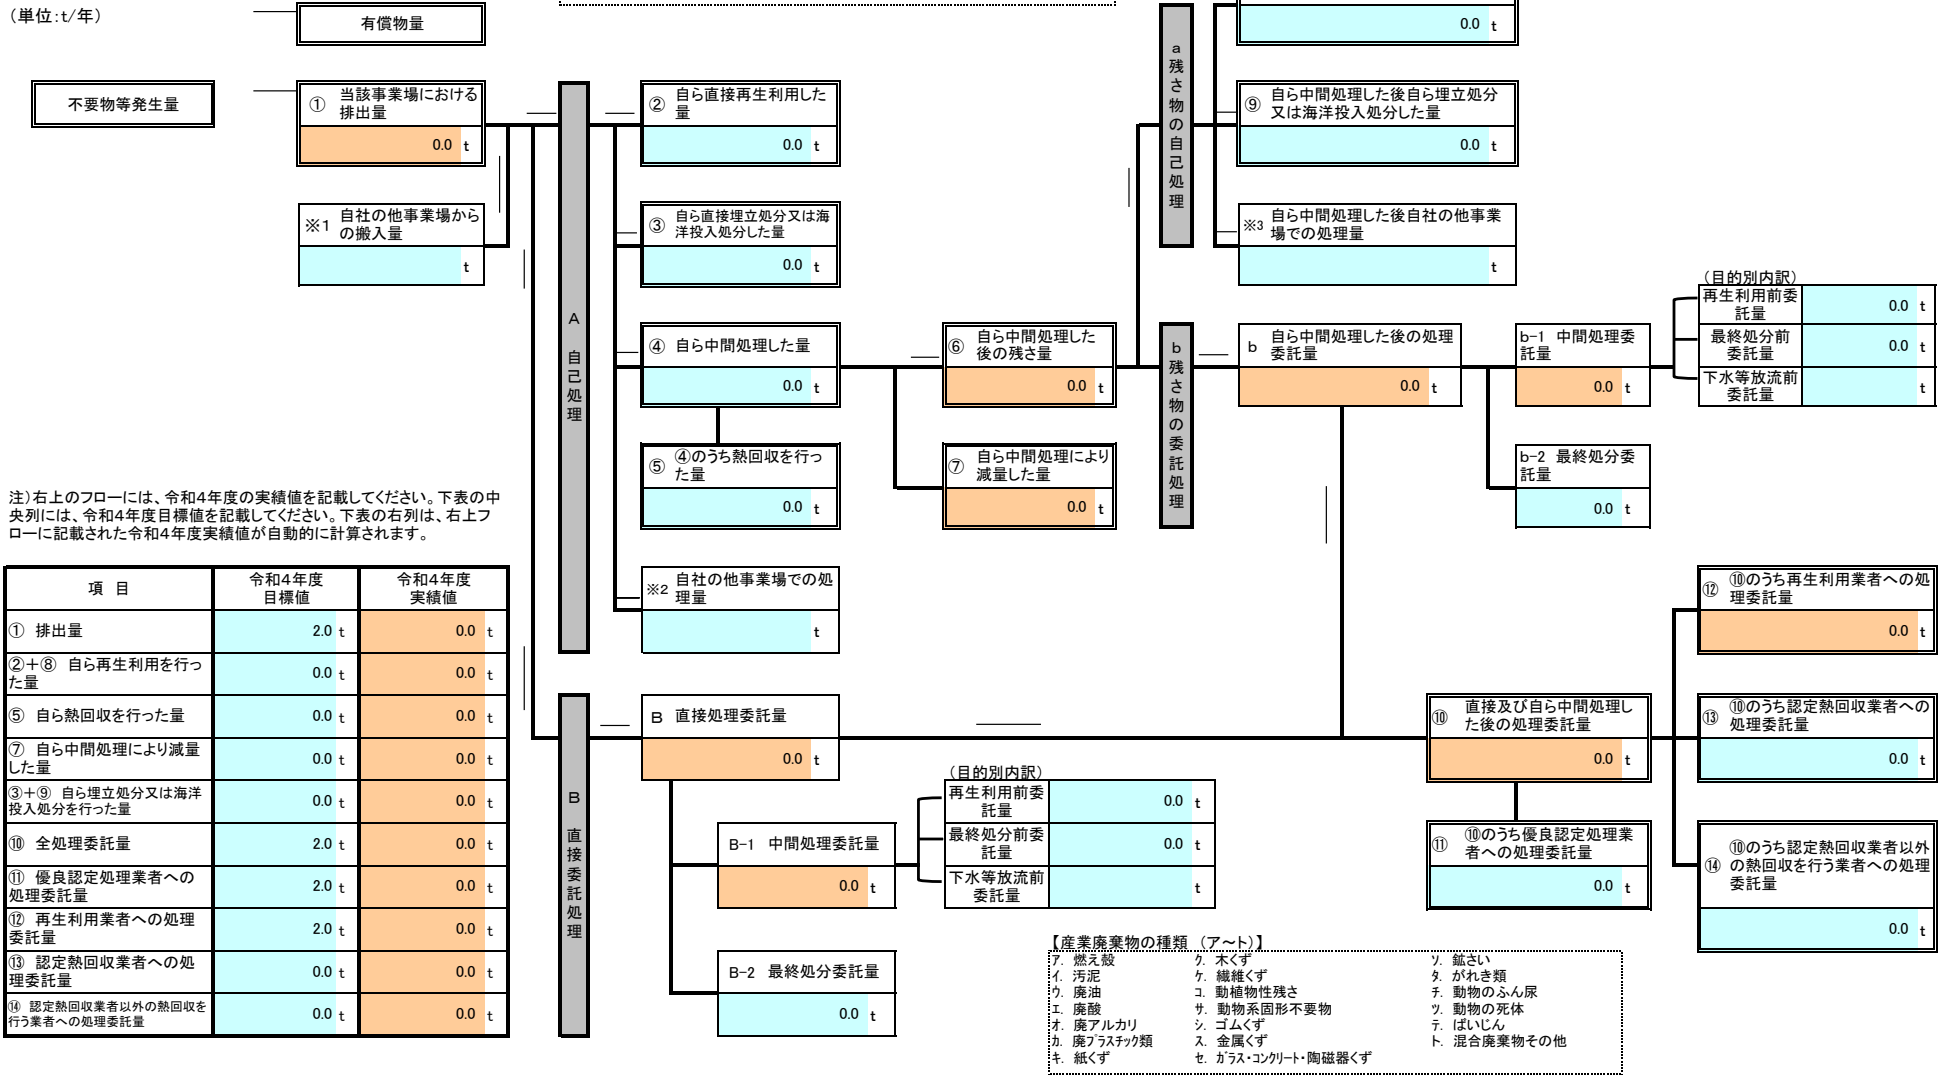 （単位：t/年）
有償物量
0.0 t
不要物等発生量
① 当該事業場における
排出量
0.0 t
※1 自社の他事業場から
の搬入量
t
A 自己処理
② 自ら直接再生利用した
量
0.0 t
③ 自ら直接埋立処分又は海
洋投入処分した量
0.0 t
④ 自ら中間処理した量
0.0 t
⑤ ④のうち熱回収を行っ
た量
0.0 t
※2 自社の他事業場での処
理量
t
⑥ 自ら中間処理した
後の残さ量
0.0 t
⑦ 自ら中間処理により
減量した量
0.0 t
a 残さ物の自己処理
⑨ 自ら中間処理した後自ら埋立処分
又は海洋投入処分した量
0.0 t
※3 自ら中間処理した後自社の他事業
場での処理量
t
b 残さ物の委託処理
b 自ら中間処理した後の処理
委託量
0.0 t
b-1 中間処理委
託量
0.0 t
b-2 最終処分委
託量
0.0 t
（目的別内訳）
再生利用前委
託量
0.0 t
最終処分前
委託量
0.0 t
下水等放流前
委託量
t
注）右上のフローには、令和4年度の実績値を記載してください。下表の中
央列には、令和4年度目標値を記載してください。下表の右列は、右上フ
ローに記載された令和4年度実績値が自動的に計算されます。
項 目 令和4年度
目標値 令和4年度
実績値
① 排出量 2.0 t 0.0 t
②＋⑧ 自ら再生利用を行っ
た量 0.0 t 0.0 t
⑤ 自ら熱回収を行った量 0.0 t 0.0 t
⑦ 自ら中間処理により減量
した量 0.0 t 0.0 t
③＋⑨ 自ら埋立処分又は海洋
投入処分を行った量 0.0 t 0.0 t
⑩ 全処理委託量 2.0 t 0.0 t
⑪ 優良認定処理業者への
処理委託量 2.0 t 0.0 t
⑫ 再生利用業者への処理
委託量 2.0 t 0.0 t
⑬ 認定熱回収業者への処
理委託量 0.0 t 0.0 t
⑭ 認定熱回収業者以外の熱回収を
行う業者への処理委託量 0.0 t 0.0 t
B 直接委託処理
B 直接処理委託量
0.0 t
B-1 中間処理委託量
0.0 t
B-2 最終処分委託量
0.0 t
（目的別内訳）
再生利用前委
託量
0.0 t
最終処分前委
託量
0.0 t
下水等放流前
委託量
t
⑩ 直接及び自ら中間処理し
た後の処理委託量
0.0 t
⑪ ⑩のうち優良認定処理業
者への処理委託量
0.0 t
⑫ ⑩のうち再生利用業者への処
理委託量
0.0 t
⑬ ⑩のうち認定熱回収業者への
処理委託量
0.0 t
⑭ ⑩のうち認定熱回収業者以外
の熱回収を行う業者への処理
委託量
0.0 t
【産業廃棄物の種類 （ア～ト）】
ア. 燃え殻 ク. 木くず ソ. 鉱さい
イ. 汚泥 ケ. 繊維くず タ. がれき類
ウ. 廃油 コ. 動植物性残さ チ. 動物のふん尿
エ. 廃酸 サ. 動物系固形不要物 ツ. 動物の死体
オ. 廃アルカリ シ. ゴムくず テ. ばいじん
カ. 廃プラスチック類 ス. 金属くず ト. 混合廃棄物その他
キ. 紙くず セ. ガラス・コンクリート・陶磁器くず